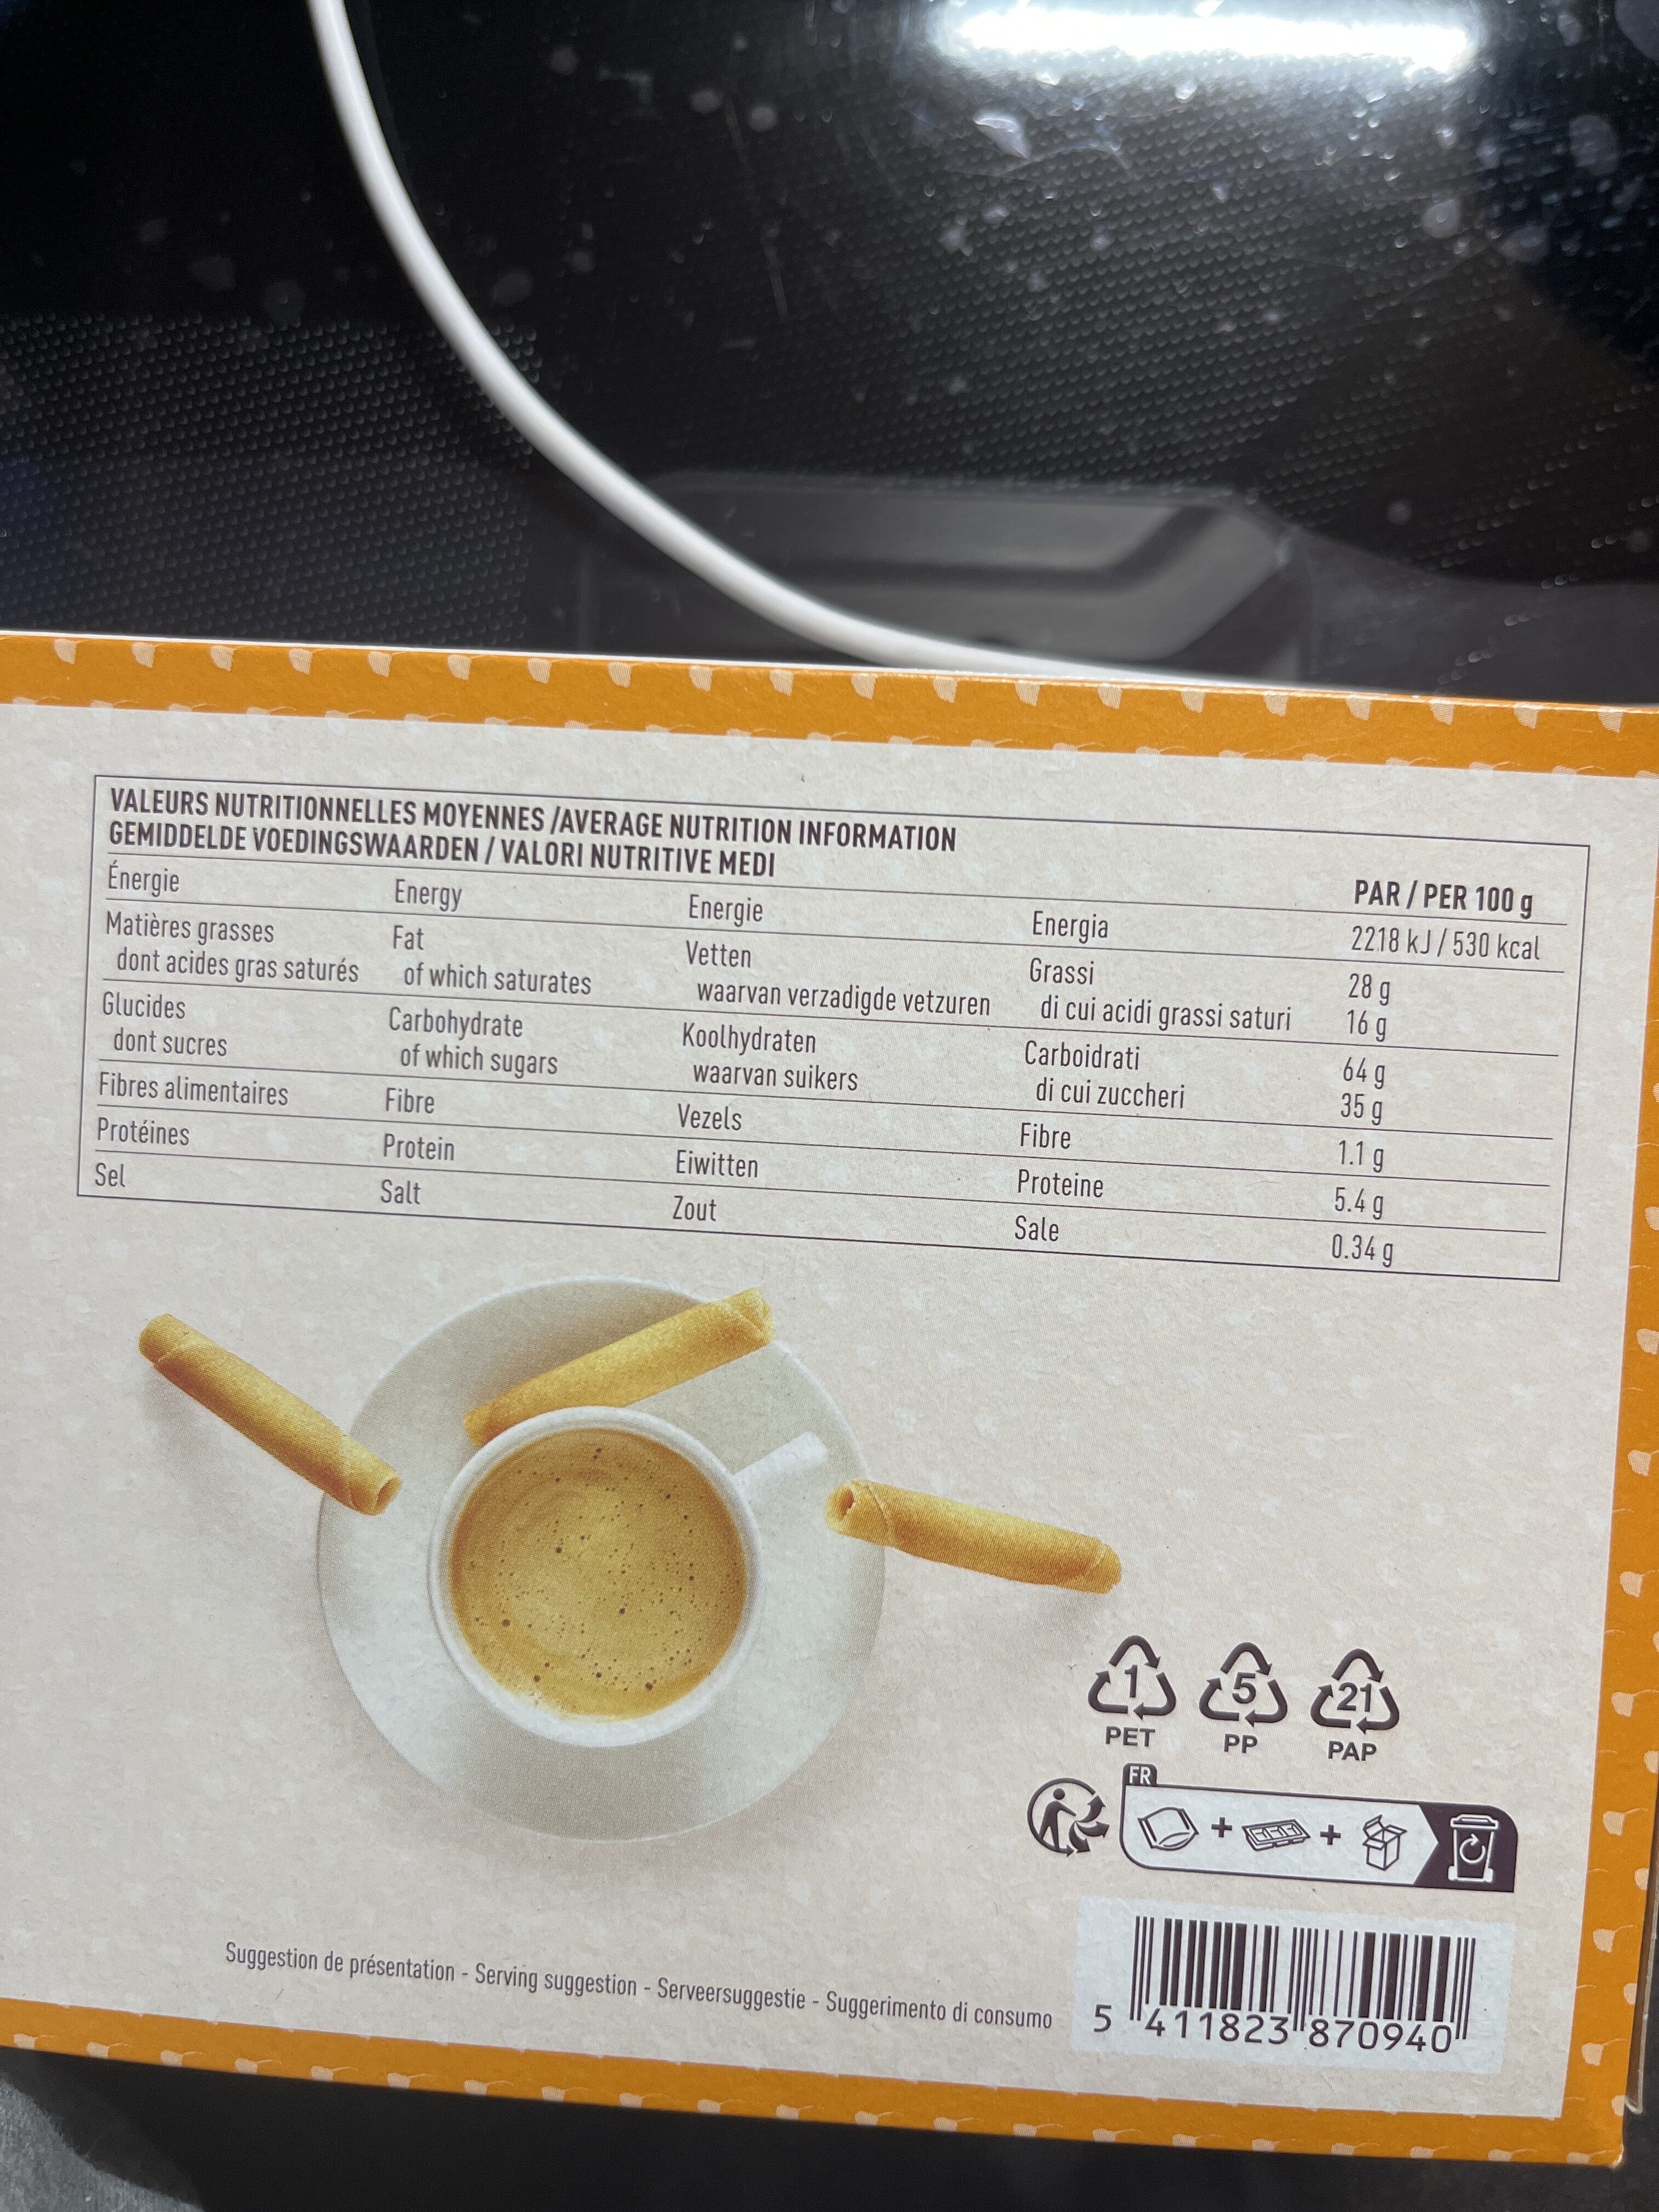 VALEURS NUTRITIONNELLES MOYENNES /AVERAGE NUTRITION INFORMATION
GEMIDDELDE VOEDINGSWAARDEN / VALORI NUTRITIVE MEDI
PAR / PER 100 g
Énergie Energy Energie Energia 2218 kJ / 530 kcal
Matières grasses Fat Vetten Grassi 28 g
dont acides gras saturés of which saturates waarvan verzadigde vetzuren di cui acidi grassi saturi 16 g
Glucides Carbohydrate Koolhydraten Carboidrati 64 g
dont sucres of which sugars waarvan suikers di cui zuccheri 35 g
Fibres alimentaires Fibre Vezels Fibre 1.1 g
Protéines Protein Eiwitten Proteine 5.4 g
Sel Salt Zout Sale 0.34 g
1 5 21
PET PP PAP
FR
Suggestion de présentation - Serving suggestion - Serveersuggestie - Suggerimento di consumo
5 411823 870940